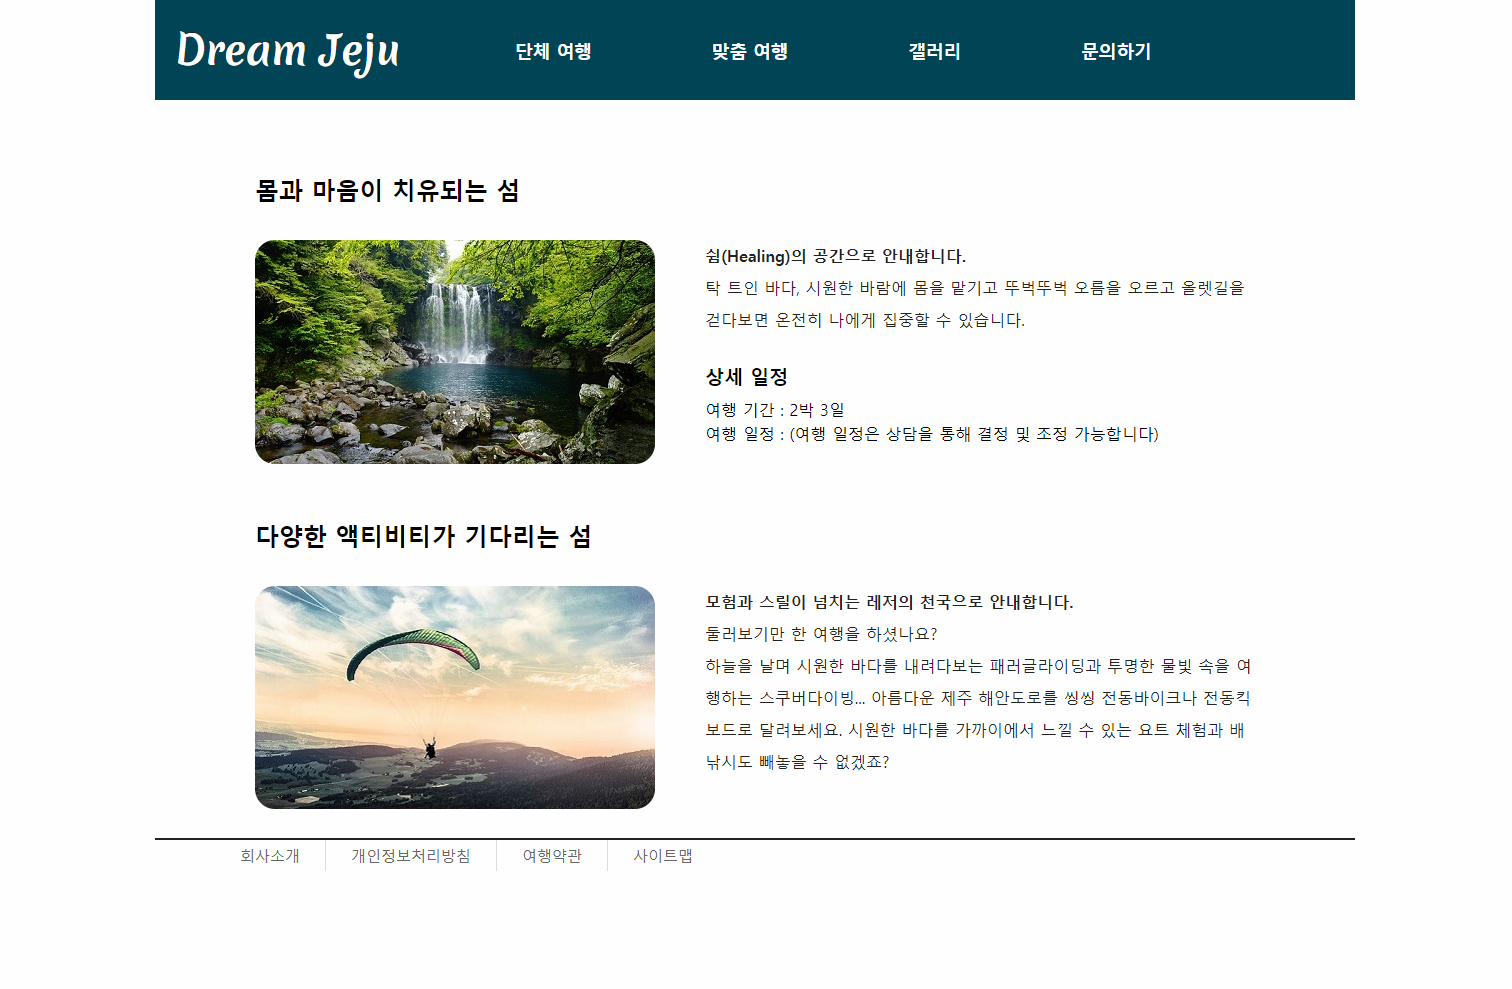 Dream Jeju
단체 여행
맞춤 여행
갤러리
문의하기
몸과 마음이 치유되는 섬
쉼(Healing)의 공간으로 안내합니다.
탁 트인 바다, 시원한 바람에 몸을 맡기고 뚜벅뚜벅 오름을 오르고 올렛길을
걷다보면 온전히 나에게 집중할 수 있습니다.
상세 일정
여행 기간 : 2박 3일
여행 일정 : (여행 일정은 상담을 통해 결정 및 조정 가능합니다)
다양한 액티비티가 기다리는 섬
모험과 스릴이 넘치는 레저의 천국으로 안내합니다.
둘러보기만 한 여행을 하셨나요?
하늘을 날며 시원한 바다를 내려다보는 패러글라이딩과 투명한 물빛 속을 여
행하는 스쿠버다이빙... 아름다운 제주 해안도로를 씽씽 전동바이크나 전동킥
보드로 달려보세요. 시원한 바다를 가까이에서 느낄 수 있는 요트 체험과 배
낚시도 빼놓을 수 없겠죠?
회사소개
개인정보처리방침
여행약관
사이트맵